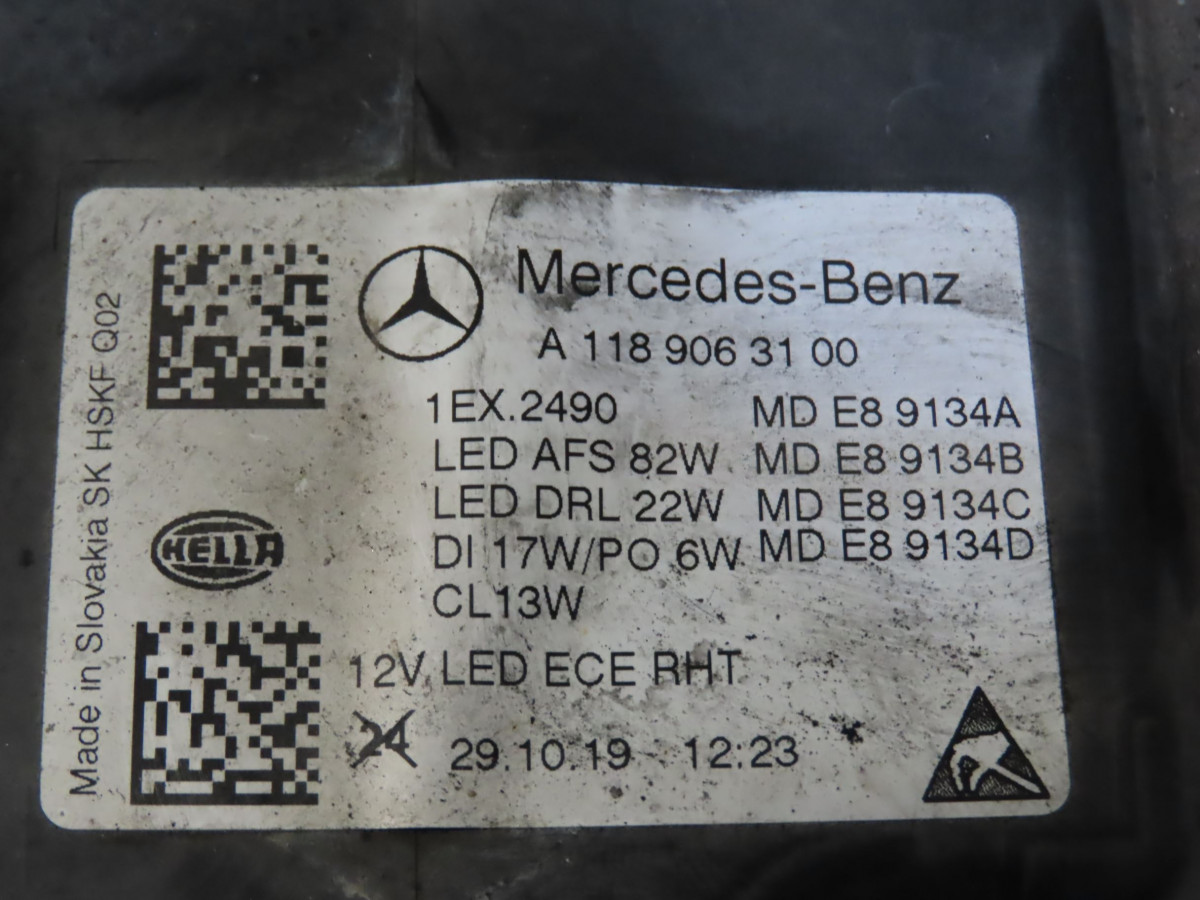 Mercedes-Benz
A 118 906 31 00
1EX.2490 MD E8 9134A
LED AFS 82W MD E8 9134B
LED DRL 22W MD E8 9134C
DI 17W/PO 6W MD E8 9134D
CL13W
12V LED ECE RHT
24 29.10.19 12:23
HELLA
Made in Slovakia SK HSKF Q02